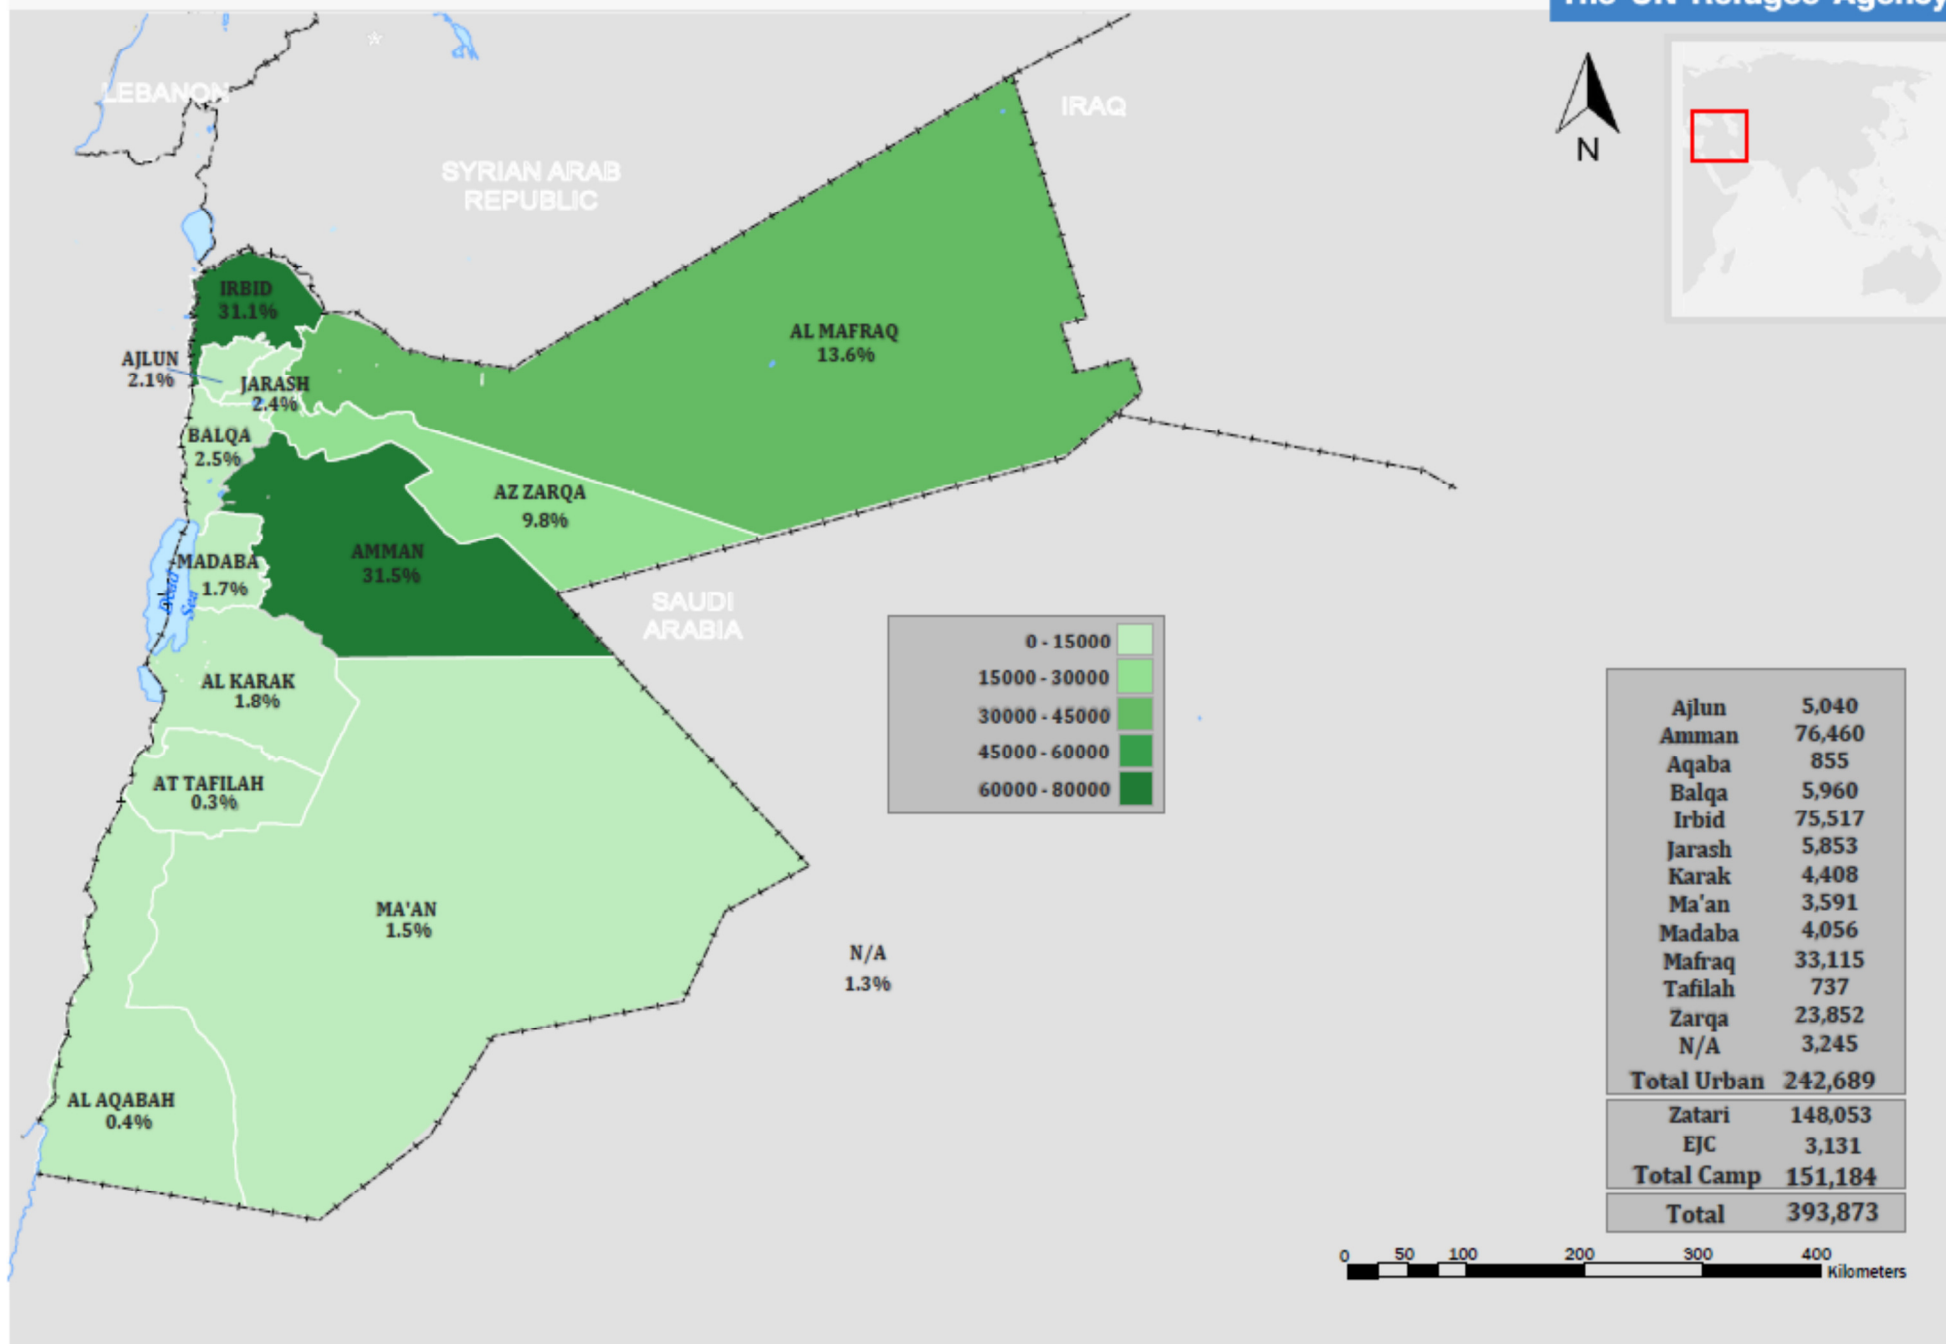 The UN Refugee Agency
LEBANON
IRAQ
SYRIAN ARAB
REPUBLIC
N
IRBID
31.1%
AL MAFRAQ
13.6%
AJLUN
2.1%
JARASH
2.4%
BALQA
2.5%
AZ ZARQA
9.8%
AMMAN
31.5%
MADABA
1.7%
Dead
Sea
SAUDI
ARABIA
AL KARAK
1.8%
AT TAFILAH
0.3%
MA'AN
1.5%
N/A
1.3%
AL AQABAH
0.4%
0 - 15000
15000 - 30000
30000 - 45000
45000 - 60000
60000 - 80000
Ajlun 5,040
Amman 76,460
Aqaba 855
Balqa 5,960
Irbid 75,517
Jarash 5,853
Karak 4,408
Ma'an 3,591
Madaba 4,056
Mafraq 33,115
Tafilah 737
Zarqa 23,852
N/A 3,245
Total Urban 242,689
Zatari 148,053
EJC 3,131
Total Camp 151,184
Total 393,873
0 50 100 200 300 400
Kilometers